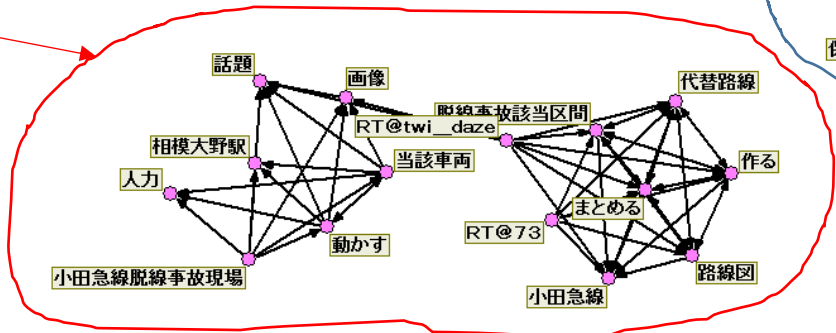 話題
画像
代替路線
脱線事故該当区間
RT@twi__daze
相模大野駅
当該車両
作る
人力
まとめる
RT@73
動かす
小田急線脱線事故現場
路線図
小田急線